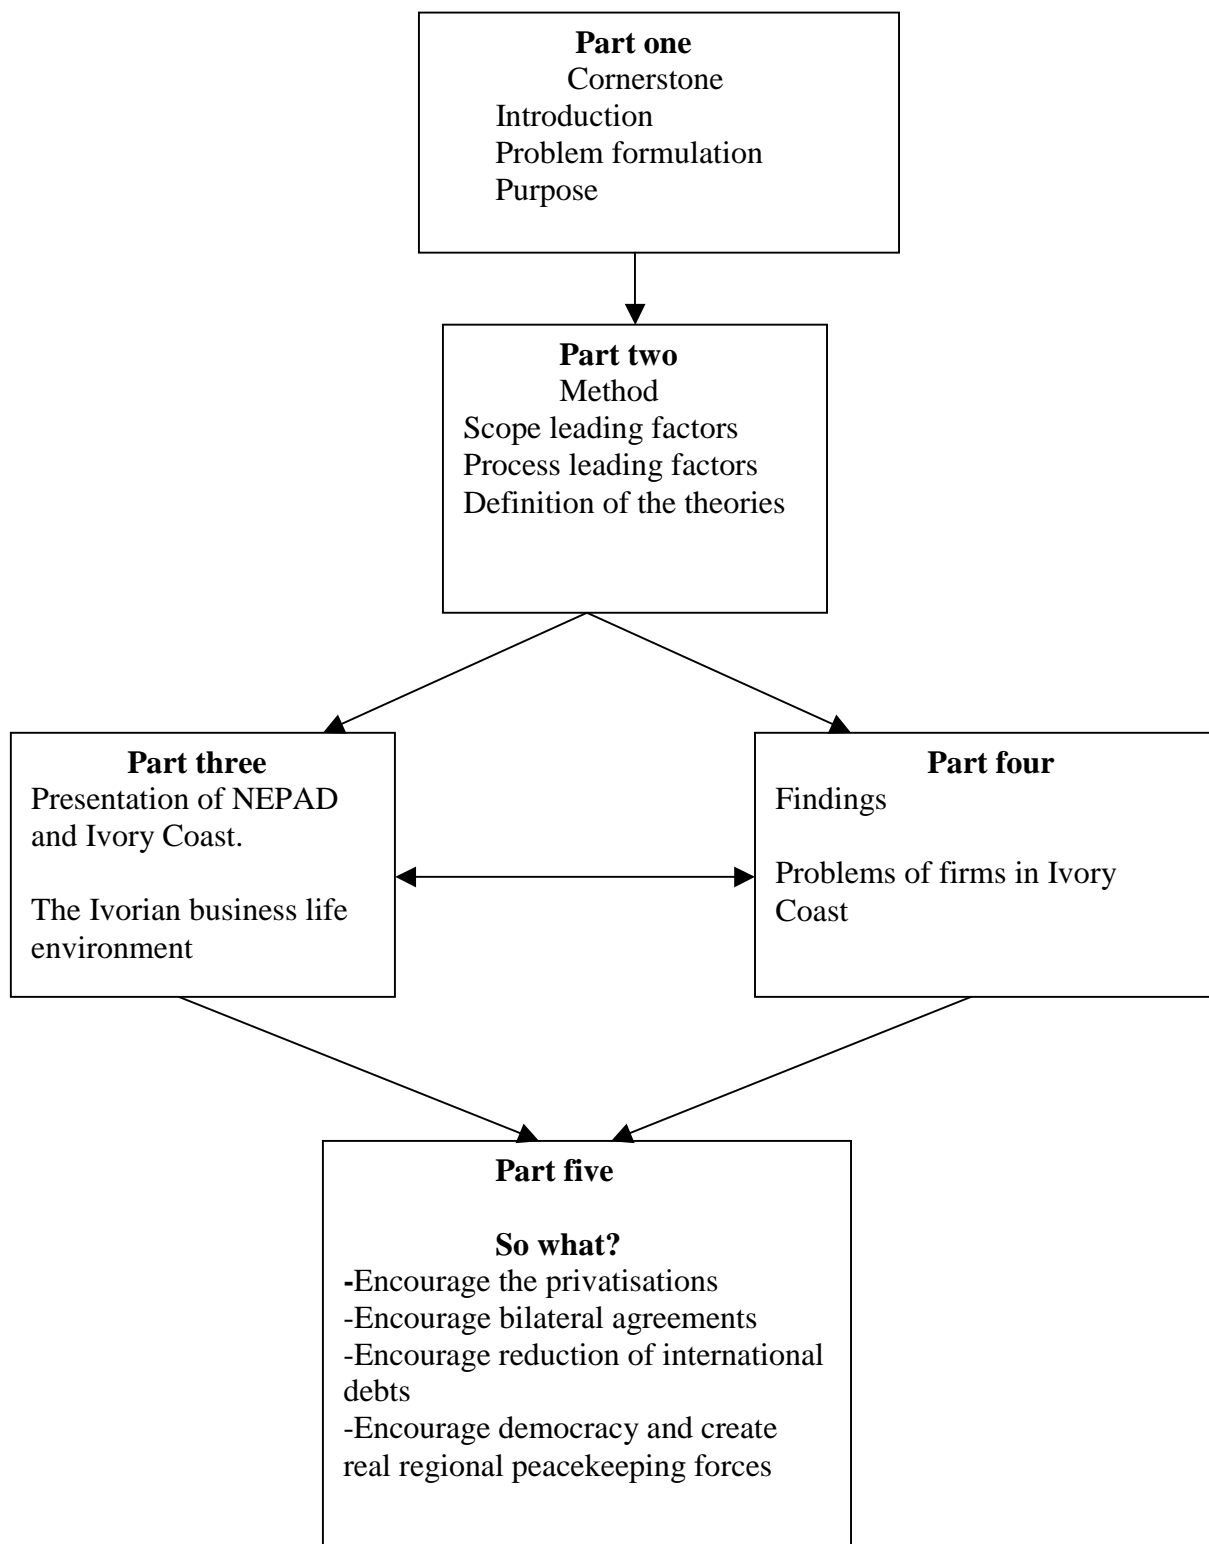 Part one
Cornerstone
Introduction
Problem formulation
Purpose
Part two
Method
Scope leading factors
Process leading factors
Definition of the theories
Part three
Presentation of NEPAD
and Ivory Coast.
The Ivorian business life
environment
Part four
Findings
Problems of firms in Ivory
Coast
Part five
So what?
-Encourage the privatisations
-Encourage bilateral agreements
-Encourage reduction of international
debts
-Encourage democracy and create
real regional peacekeeping forces